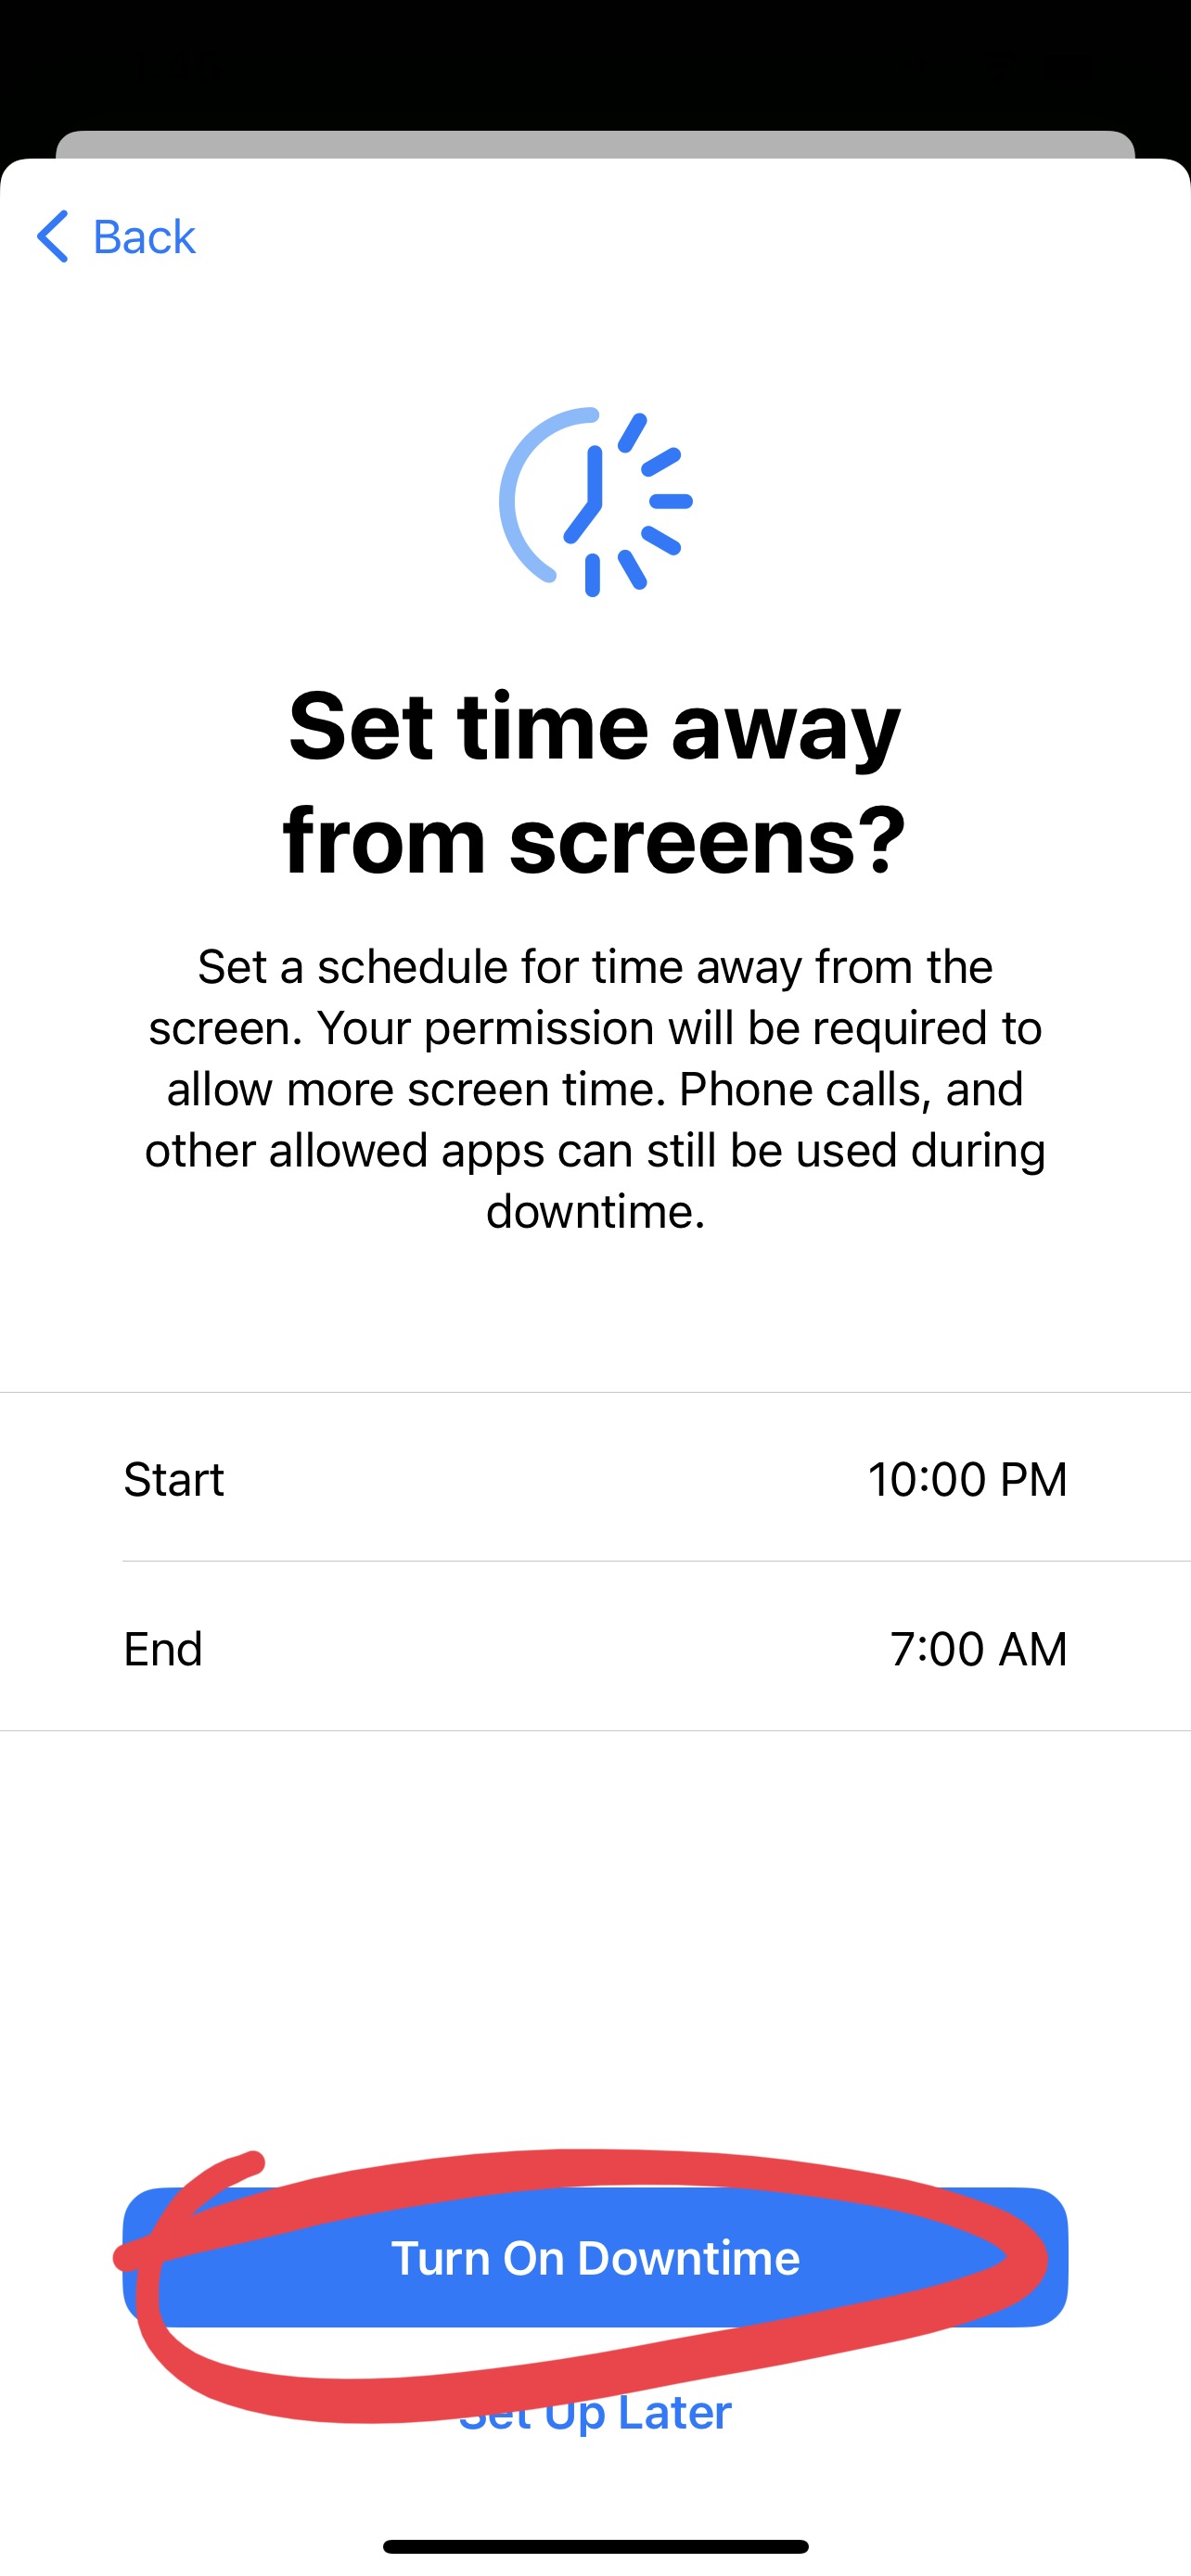 Back
Set time away
from screens?
Set a schedule for time away from the
screen. Your permission will be required to
allow more screen time. Phone calls, and
other allowed apps can still be used during
downtime.
Start 10:00 PM
End 7:00 AM
Turn On Downtime
Set Up Later